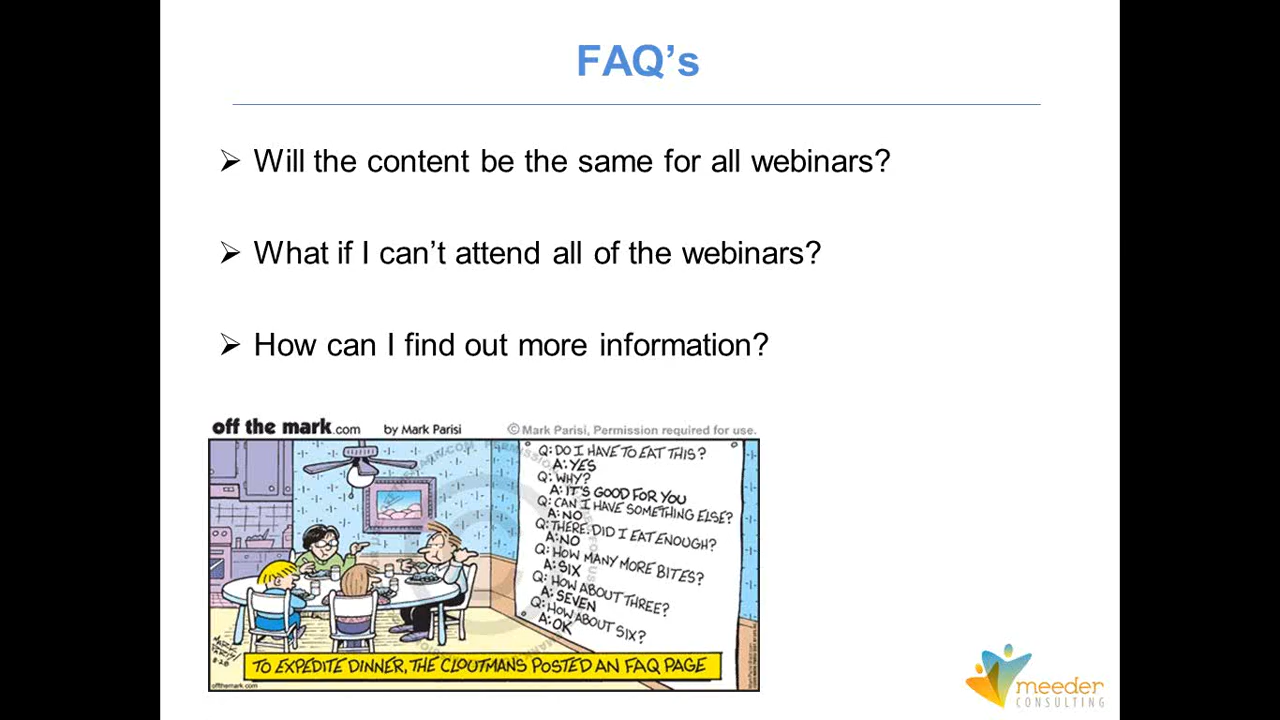 FAQ’s
Will the content be the same for all webinars?
What if I can’t attend all of the webinars?
How can I find out more information?
off the mark.com by Mark Parisi © Mark Parisi, Permission required for use.
Q: DO I HAVE TO EAT THIS?
A: YES
Q: WHY?
A: IT'S GOOD FOR YOU
Q: CAN I HAVE SOMETHING ELSE?
A: NO
Q: THERE, DID I EAT ENOUGH?
A: NO
Q: HOW MANY MORE BITES?
A: SIX
Q: HOW ABOUT THREE?
A: SEVEN
Q: HOW ABOUT SIX?
A: OK
MARK PARISI
8-28
TO EXPEDITE DINNER, THE CLOUTMANS POSTED AN FAQ PAGE
offthemark.com
meeder
CONSULTING